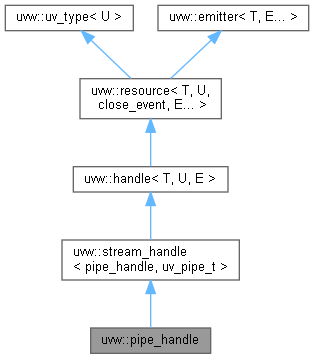 uvw::uv_type< U >
uvw::emitter< T, E... >
uvw::resource< T, U,
close_event, E... >
uvw::handle< T, U, E >
uvw::stream_handle
< pipe_handle, uv_pipe_t >
uvw::pipe_handle